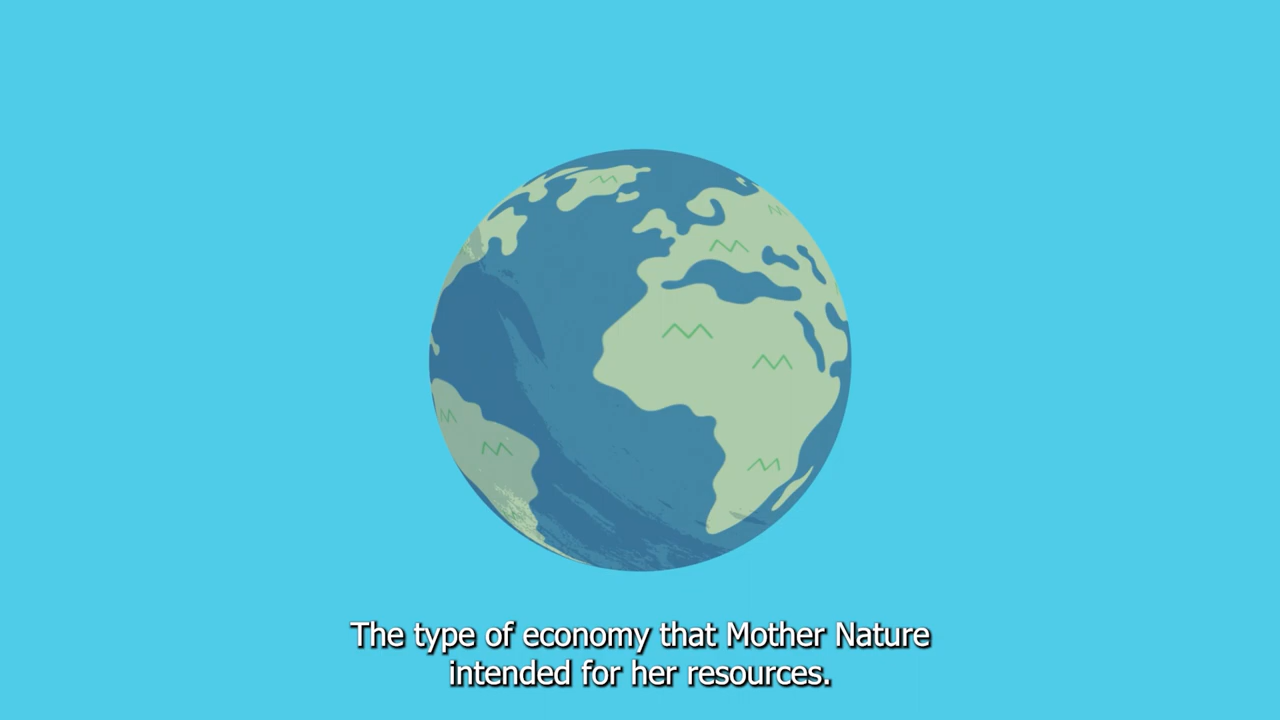 The type of economy that Mother Nature
intended for her resources.